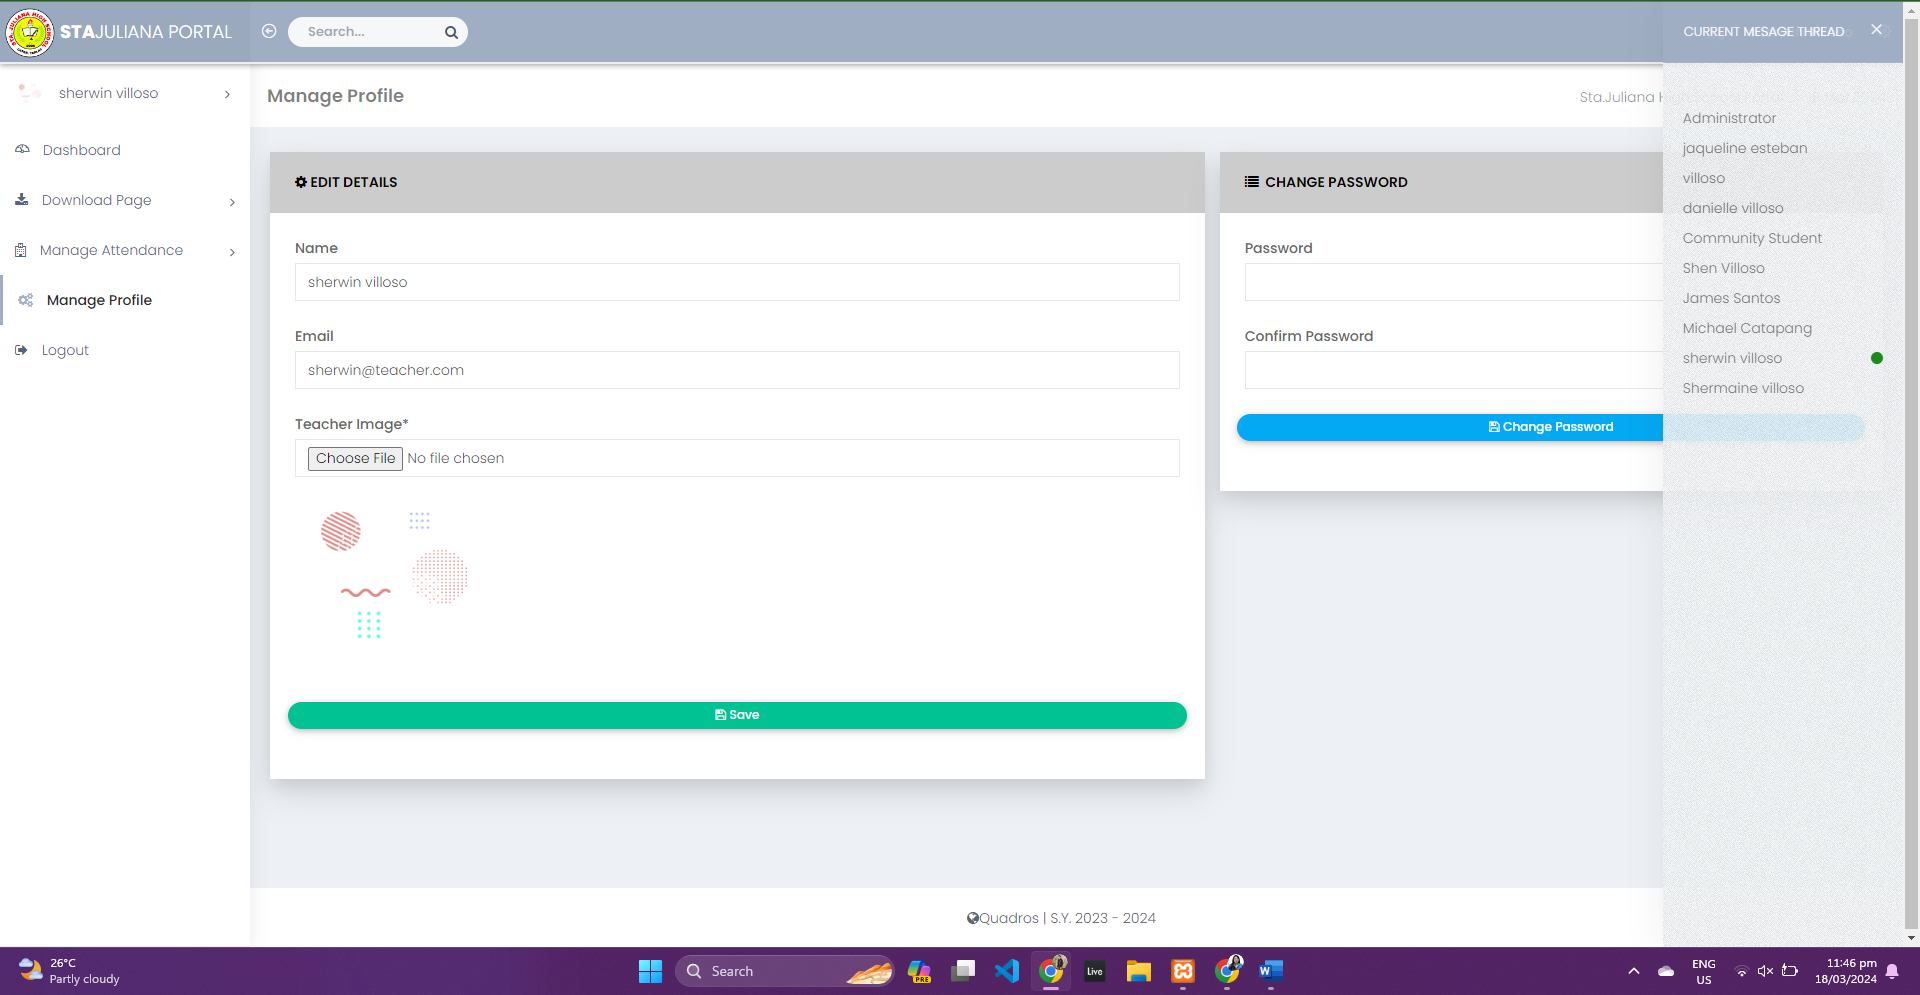 STAJULIANA PORTAL
Search...
CURRENT MESAGE THREAD
sherwin villoso
Manage Profile
Sta.Juliana
Dashboard
Download Page
Manage Attendance
Manage Profile
Logout
EDIT DETAILS
Name
sherwin villoso
Email
sherwin@teacher.com
Teacher Image*
Choose File No file chosen
Save
CHANGE PASSWORD
Password
Confirm Password
Change Password
Administrator
jaqueline esteban
villoso
danielle villoso
Community Student
Shen Villoso
James Santos
Michael Catapang
sherwin villoso
Shermaine villoso
Quadros | S.Y. 2023 - 2024
26°C
Partly cloudy
Search
PRE
Live
ENG
US
11:46 pm
18/03/2024